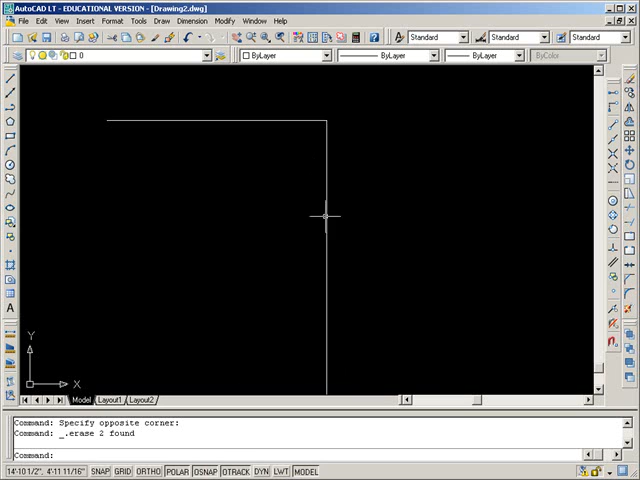 AutoCAD LT - EDUCATIONAL VERSION - [Drawing2.dwg]
File Edit View Insert Format Tools Draw Dimension Modify Window Help
Standard Standard Standard
0 ByLayer ByLayer ByLayer ByColor
A
Y
X
Model Layout1 Layout2
Command: Specify opposite corner:
Command: _.erase 2 found
Command:
14'-10 1/2", 4'-11 11/16" SNAP GRID ORTHO POLAR OSNAP OTRACK DYN LWT MODEL